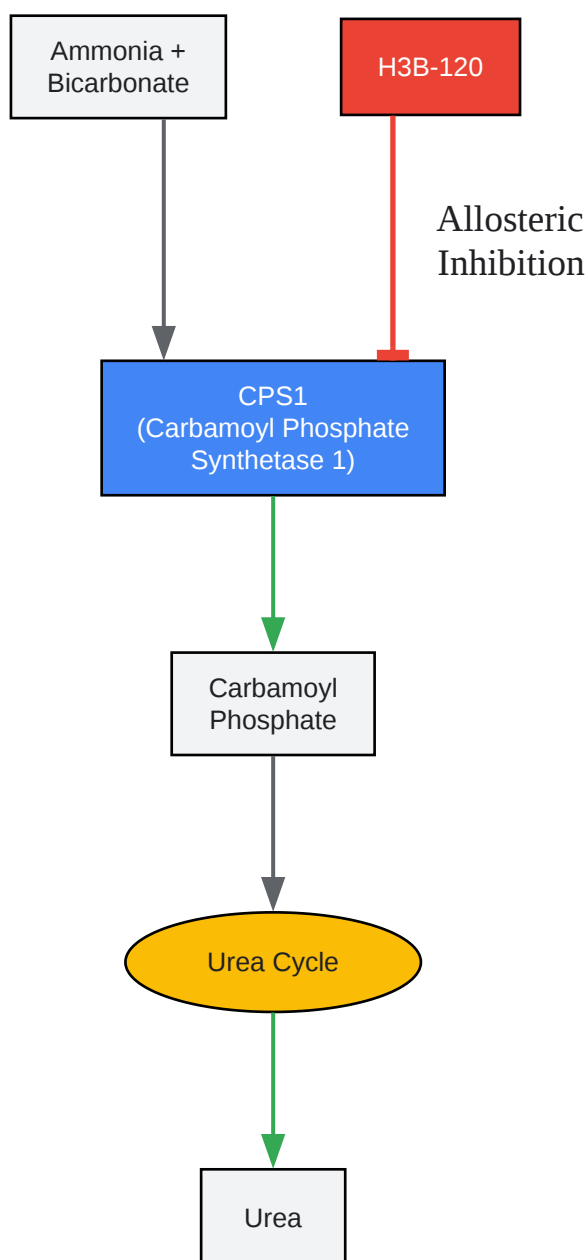 Ammonia +
Bicarbonate
H3B-120
Allosteric
Inhibition
CPS1
(Carbamoyl Phosphate
Synthetase 1)
Carbamoyl
Phosphate
Urea Cycle
Urea